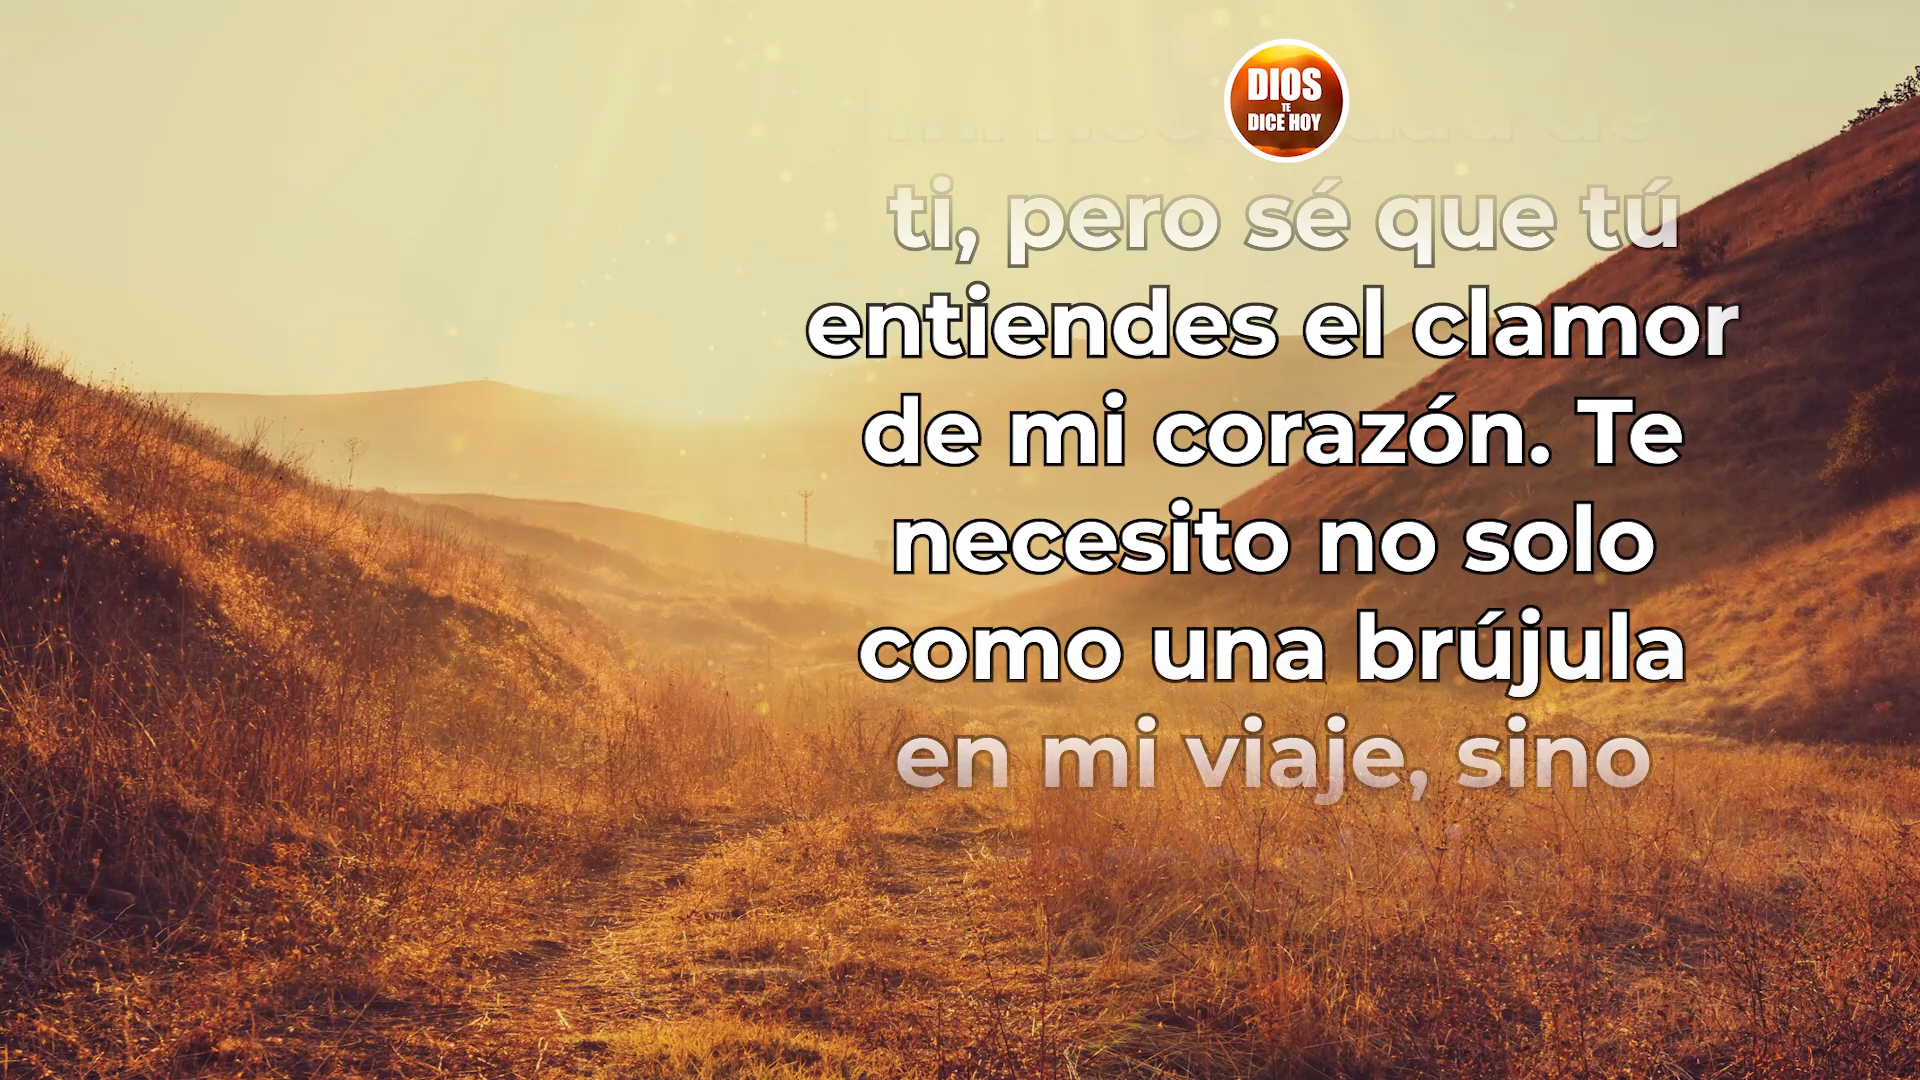 DIOS
TE
DICE HOY
ti, pero sé que tú
entiendes el clamor
de mi corazón. Te
necesito no solo
como una brújula
en mi viaje, sino